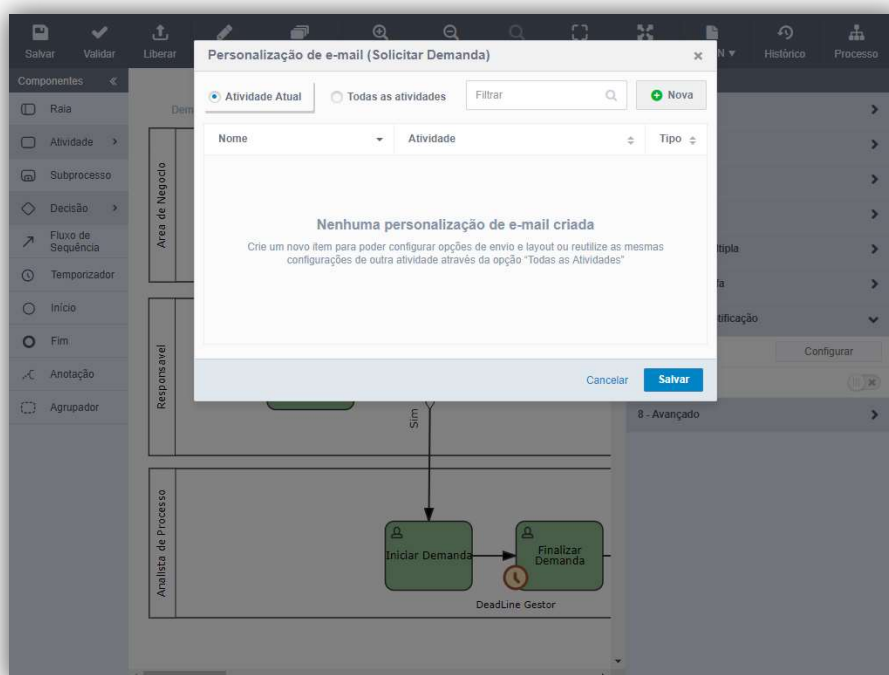 Salvar Validar Liberar N Histórico Processo
Personalização de e-mail (Solicitar Demanda)
Componentes
Atividade Atual Todas as atividades Filtrar Nova
Raia
Dem
Nome Atividade Tipo
Atividade
Area de Negocio
Subprocesso
Decisão
Nenhuma personalização de e-mail criada
Crie um novo item para poder configurar opções de envio e layout ou reutilize as mesmas
configurações de outra atividade através da opção "Todas as Atividades"
Fluxo de
Sequência
ltipla
Temporizador
fa
Início
tificação
Fim
Configurar
Responsavel
Anotação
Cancelar Salvar
Agrupador
Sim
8 - Avançado
Analista de Processo
Iniciar Demanda
Finalizar
Demanda
DeadLine Gestor